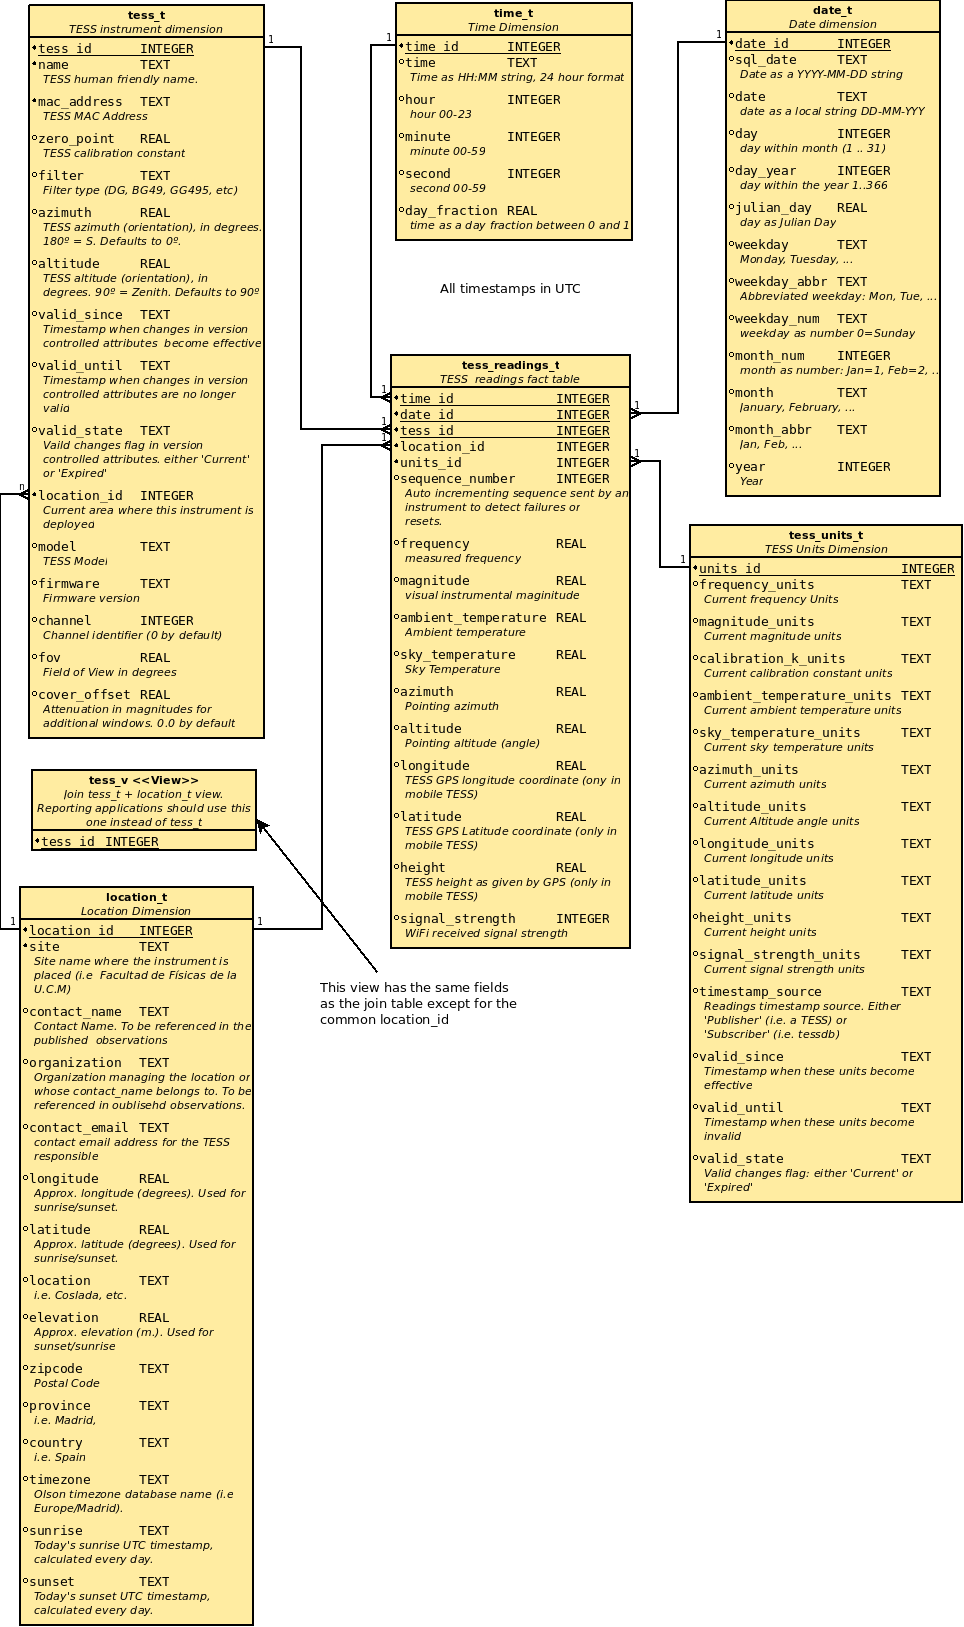 tess_t
TESS instrument dimension
tess_id INTEGER
name TEXT
TESS human friendly name.
mac_address TEXT
TESS MAC Address
zero_point REAL
TESS calibration constant
filter TEXT
Filter type (DG, BG49, GG495, etc)
azimuth REAL
TESS azimuth (orientation), in degrees.
180º = S. Defaults to 0º.
altitude REAL
TESS altitude (orientation), in
degrees. 90º = Zenith. Defaults to 90º
valid_since TEXT
Timestamp when changes in version
controlled attributes become effective
valid_until TEXT
Timestamp when changes in version
controlled attributes are no longer
valid
valid_state TEXT
Vaild changes flag in version
controlled attributes. either 'Current'
or 'Expired'
location_id INTEGER
Current area where this instrument is
deployed
model TEXT
TESS Model
firmware TEXT
Firmware version
channel INTEGER
Channel identifier (0 by default)
fov REAL
Field of View in degrees
cover_offset REAL
Attenuation in magnitudes for
additional windows. 0.0 by default
1
n
time_t
Time Dimension
time_id INTEGER
time TEXT
Time as HH:MM string, 24 hour format
hour INTEGER
hour 00-23
minute INTEGER
minute 00-59
second INTEGER
second 00-59
day_fraction REAL
time as a day fraction between 0 and 1
1
All timestamps in UTC
date_t
Date dimension
date_id INTEGER
sql_date TEXT
Date as a YYYY-MM-DD string
date TEXT
date as a local string DD-MM-YYY
day INTEGER
day within month (1 .. 31)
day_year INTEGER
day within the year 1..366
julian_day REAL
day as Julian Day
weekday TEXT
Monday, Tuesday, ...
weekday_abbr TEXT
Abbreviated weekday: Mon, Tue, ...
weekday_num TEXT
weekday as number 0=Sunday
month_num INTEGER
month as number: Jan=1, Feb=2, ..
month TEXT
January, February, ...
month_abbr TEXT
Jan, Feb, ...
year INTEGER
Year
1
tess_readings_t
TESS readings fact table
time_id INTEGER
date_id INTEGER
tess_id INTEGER
location_id INTEGER
units_id INTEGER
sequence_number INTEGER
Auto incrementing sequence sent by an
instrument to detect failures or
resets.
frequency REAL
measured frequency
magnitude REAL
visual instrumental maginitude
ambient_temperature REAL
Ambient temperature
sky_temperature REAL
Sky Temperature
azimuth REAL
Pointing azimuth
altitude REAL
Pointing altitude (angle)
longitude REAL
TESS GPS longitude coordinate (ony in
mobile TESS)
latitude REAL
TESS GPS Latitude coordinate (only in
mobile TESS)
height REAL
TESS height as given by GPS (only in
mobile TESS)
signal_strength INTEGER
WiFi received signal strength
1
1
1
1
1
tess_units_t
TESS Units Dimension
units_id INTEGER
frequency_units TEXT
Current frequency Units
magnitude_units TEXT
Current magnitude units
calibration_k_units TEXT
Current calibration constant units
ambient_temperature_units TEXT
Current ambient temperature units
sky_temperature_units TEXT
Current sky temperature units
azimuth_units TEXT
Current azimuth units
altitude_units TEXT
Current Altitude angle units
longitude_units TEXT
Current longitude units
latitude_units TEXT
Current latitude units
height_units TEXT
Current height units
signal_strength_units TEXT
Current signal strength units
timestamp_source TEXT
Readings timestamp source. Either
'Publisher' (i.e. a TESS) or
'Subscriber' (i.e. tessdb)
valid_since TEXT
Timestamp when these units become
effective
valid_until TEXT
Timestamp when these units become
invalid
valid_state TEXT
Valid changes flag: either 'Current' or
'Expired'
1
tess_v <<View>>
Join tess_t + location_t view.
Reporting applications should use this
one instead of tess_t
tess_id INTEGER
This view has the same fields
as the join table except for the
common location_id
location_t
Location Dimension
location_id INTEGER
site TEXT
Site name where the instrument is
placed (i.e Facultad de Físicas de la
U.C.M)
contact_name TEXT
Contact Name. To be referenced in the
published observations
organization TEXT
Organization managing the location or
whose contact_name belongs to. To be
referenced in oublisehd observations.
contact_email TEXT
contact email address for the TESS
responsible
longitude REAL
Approx. longitude (degrees). Used for
sunrise/sunset.
latitude REAL
Approx. latitude (degrees). Used for
sunrise/sunset.
location TEXT
i.e. Coslada, etc.
elevation REAL
Approx. elevation (m.). Used for
sunset/sunrise
zipcode TEXT
Postal Code
province TEXT
i.e. Madrid,
country TEXT
i.e. Spain
timezone TEXT
Olson timezone database name (i.e
Europe/Madrid).
sunrise TEXT
Today's sunrise UTC timestamp,
calculated every day.
sunset TEXT
Today's sunset UTC timestamp,
calculated every day.
1
1